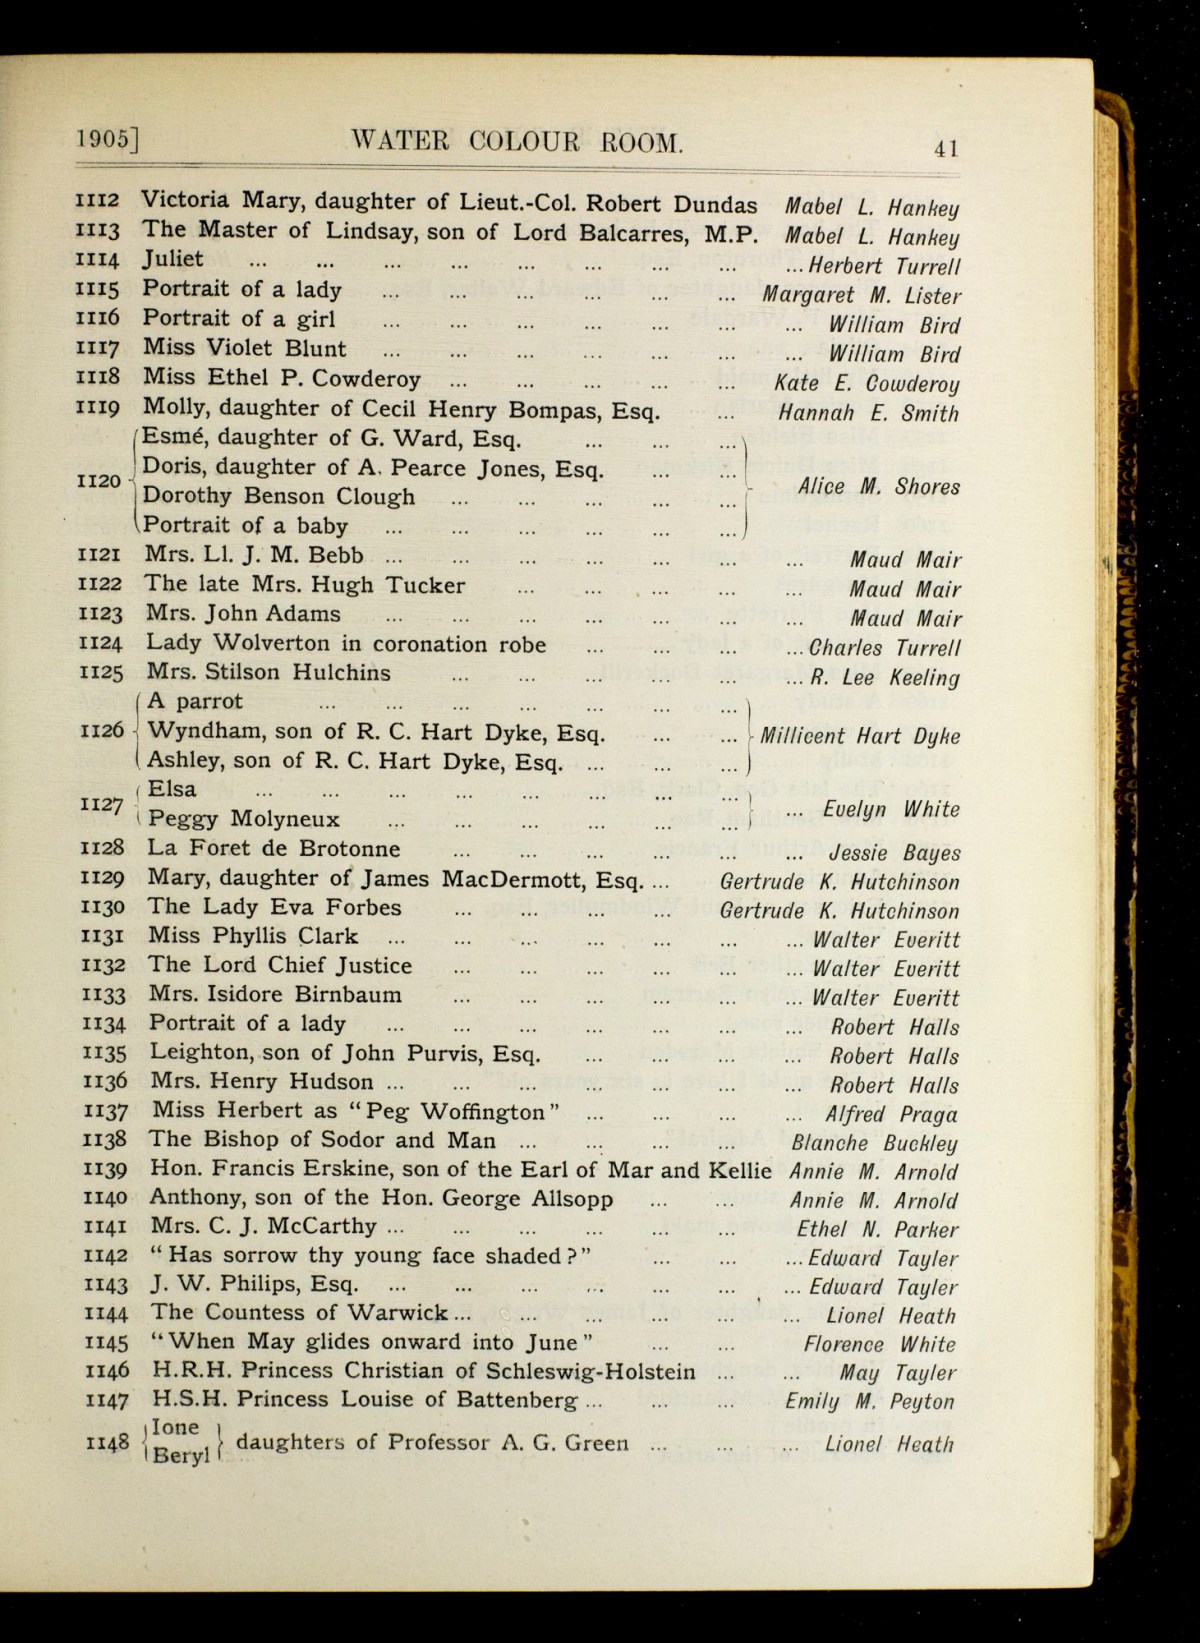 1905] WATER COLOUR ROOM. 41
1112 Victoria Mary, daughter of Lieut.-Col. Robert Dundas Mabel L. Hankey
1113 The Master of Lindsay, son of Lord Balcarres, M.P. Mabel L. Hankey
1114 Juliet ... ... ... ... ... ... ... ... ... Herbert Turrell
1115 Portrait of a lady ... ... ... ... ... ... Margaret M. Lister
1116 Portrait of a girl ... ... ... ... ... ... ... William Bird
1117 Miss Violet Blunt ... ... ... ... ... ... ... William Bird
1118 Miss Ethel P. Cowderoy ... ... ... ... ... Kate E. Cowderoy
1119 Molly, daughter of Cecil Henry Bompas, Esq. ... Hannah E. Smith
Esmé, daughter of G. Ward, Esq. ... ... ...
Doris, daughter of A. Pearce Jones, Esq. ... ...
1120 Alice M. Shores
Dorothy Benson Clough ... ... ... ... ...
Portrait of a baby ... ... ... ... ... ...
1121 Mrs. Ll. J. M. Bebb ... ... ... ... ... ... ... Maud Mair
1122 The late Mrs. Hugh Tucker ... ... ... ... ... Maud Mair
1123 Mrs. John Adams ... ... ... ... ... ... ... Maud Mair
1124 Lady Wolverton in coronation robe ... ... ... ... Charles Turrell
1125 Mrs. Stilson Hulchins ... ... ... ... ... ... R. Lee Keeling
A parrot ... ... ... ... ... ... ...
1126 Wyndham, son of R. C. Hart Dyke, Esq. ... ... Millicent Hart Dyke
Ashley, son of R. C. Hart Dyke, Esq. ... ... ...
Elsa ... ... ... ... ... ... ... ...
1127 ... Evelyn White
Peggy Molyneux ... ... ... ... ... ...
1128 La Foret de Brotonne ... ... ... ... ... ... Jessie Bayes
1129 Mary, daughter of James MacDermott, Esq. ... Gertrude K. Hutchinson
1130 The Lady Eva Forbes ... ... ... ... Gertrude K. Hutchinson
1131 Miss Phyllis Clark ... ... ... ... ... ... ... Walter Everitt
1132 The Lord Chief Justice ... ... ... ... ... ... Walter Everitt
1133 Mrs. Isidore Birnbaum ... ... ... ... ... ... Walter Everitt
1134 Portrait of a lady ... ... ... ... ... ... ... Robert Halls
1135 Leighton, son of John Purvis, Esq. ... ... ... ... Robert Halls
1136 Mrs. Henry Hudson ... ... ... ... ... ... ... Robert Halls
1137 Miss Herbert as “Peg Woffington” ... ... ... ... Alfred Praga
1138 The Bishop of Sodor and Man ... ... ... ... Blanche Buckley
1139 Hon. Francis Erskine, son of the Earl of Mar and Kellie Annie M. Arnold
1140 Anthony, son of the Hon. George Allsopp ... ... Annie M. Arnold
1141 Mrs. C. J. McCarthy ... ... ... ... ... ... Ethel N. Parker
1142 “Has sorrow thy young face shaded?” ... ... ... Edward Tayler
1143 J. W. Philips, Esq. ... ... ... ... ... ... ... Edward Tayler
1144 The Countess of Warwick ... ... ... ... ... ... Lionel Heath
1145 “When May glides onward into June” ... ... Florence White
1146 H.R.H. Princess Christian of Schleswig-Holstein ... ... May Tayler
1147 H.S.H. Princess Louise of Battenberg ... ... ... Emily M. Peyton
Ione
1148 daughters of Professor A. G. Green ... ... ... Lionel Heath
Beryl